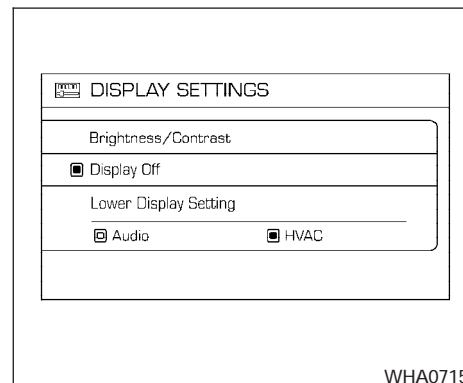 DISPLAY SETTINGS
Brightness/Contrast
Display Off
Lower Display Setting
Audio HVAC
WHA0715